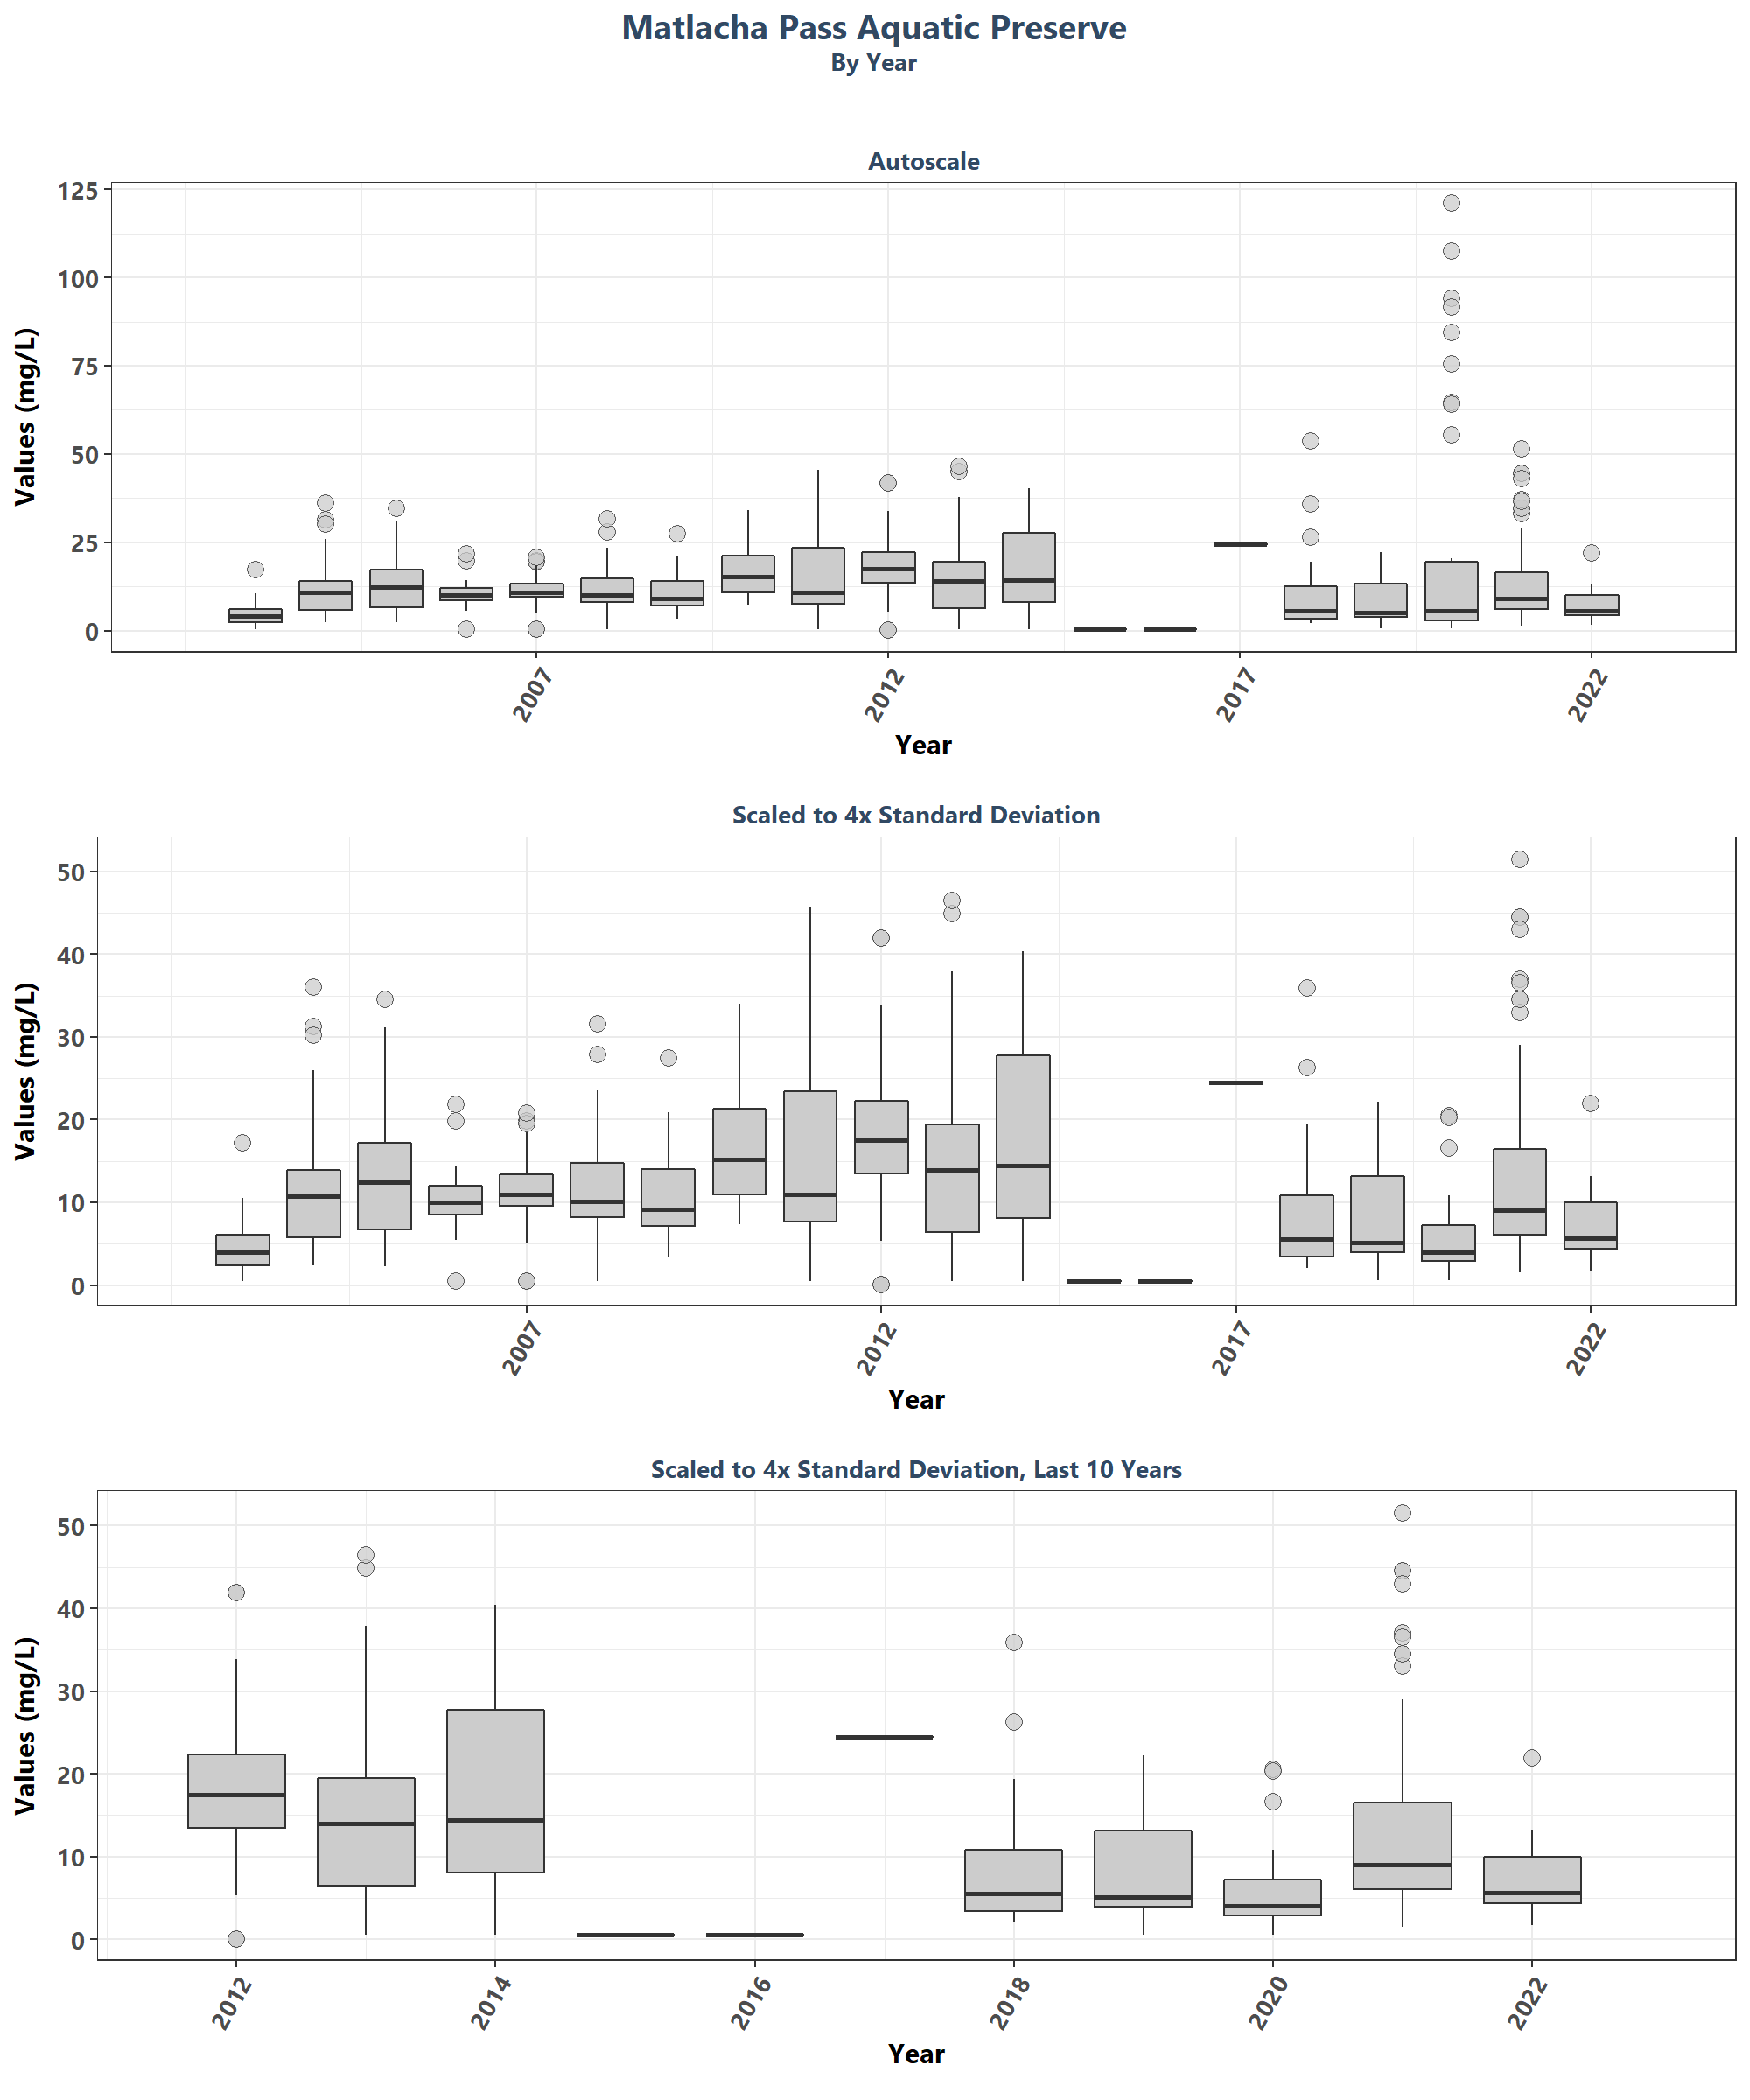 Matlacha Pass Aquatic Preserve
By Year
Autoscale
Values (mg/L)
125
100
75
50
25
0
2007
2012
2017
2022
Year
Scaled to 4x Standard Deviation
Values (mg/L)
50
40
30
20
10
0
2007
2012
2017
2022
Year
Scaled to 4x Standard Deviation, Last 10 Years
Values (mg/L)
50
40
30
20
10
0
2012
2014
2016
2018
2020
2022
Year